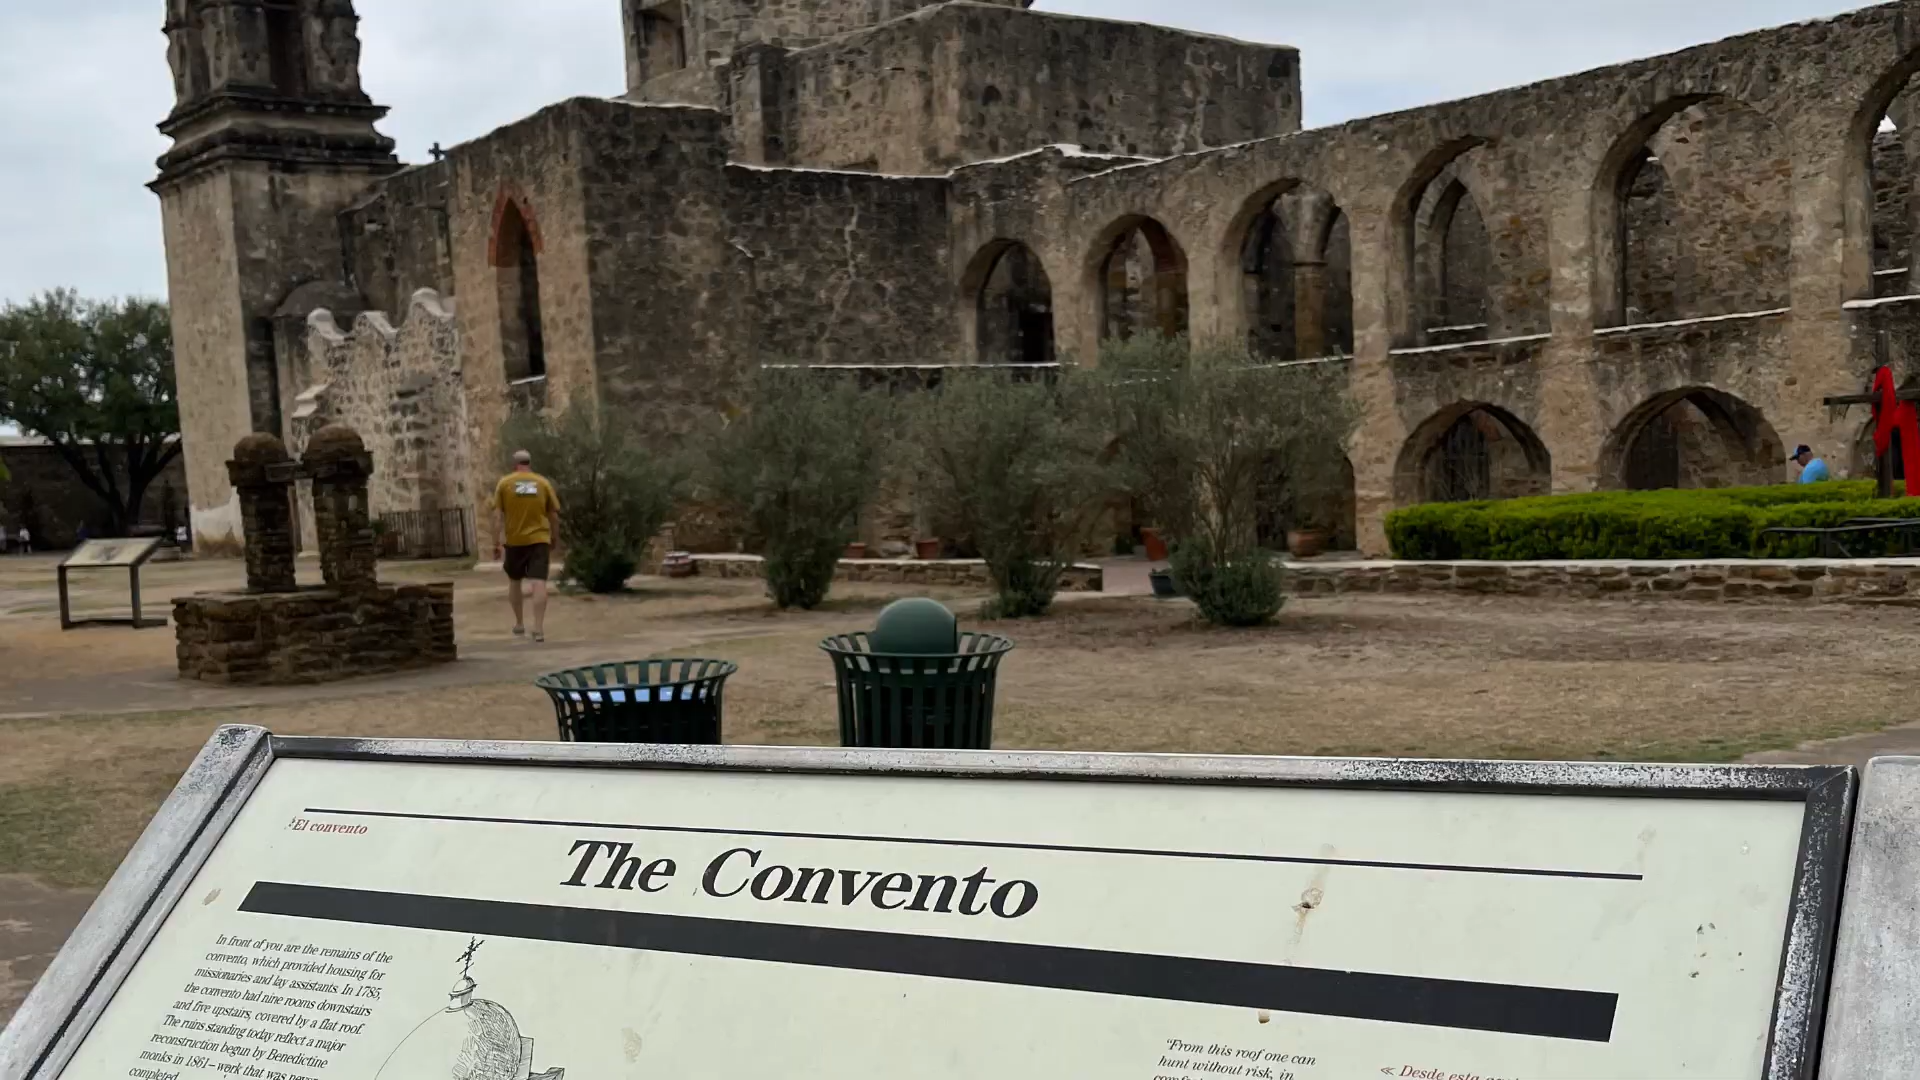 El convento
The Convento
In front of you are the remains of the
convento, which provided housing for
missionaries and lay assistants. In 1785,
the convento had nine rooms downstairs
and five upstairs, covered by a flat roof.
The ruins standing today reflect a major
reconstruction begun by Benedictine
monks in 1861—work that was never
completed.
"From this roof one can
hunt without risk, in
« Desde esta